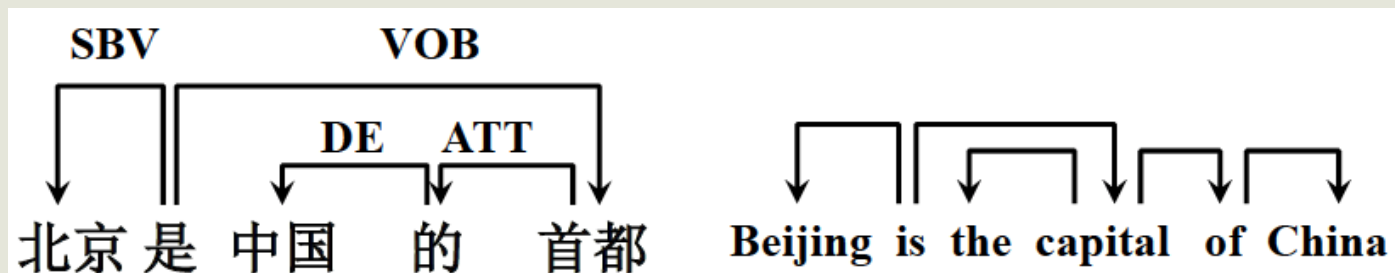 SBV VOB
DE ATT
北京 是 中国 的 首都 Beijing is the capital of China